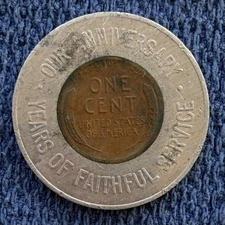 OUR ANNIVERSARY
YEARS OF FAITHFUL SERVICE
ONE
CENT
UNITED STATES
OF AMERICA